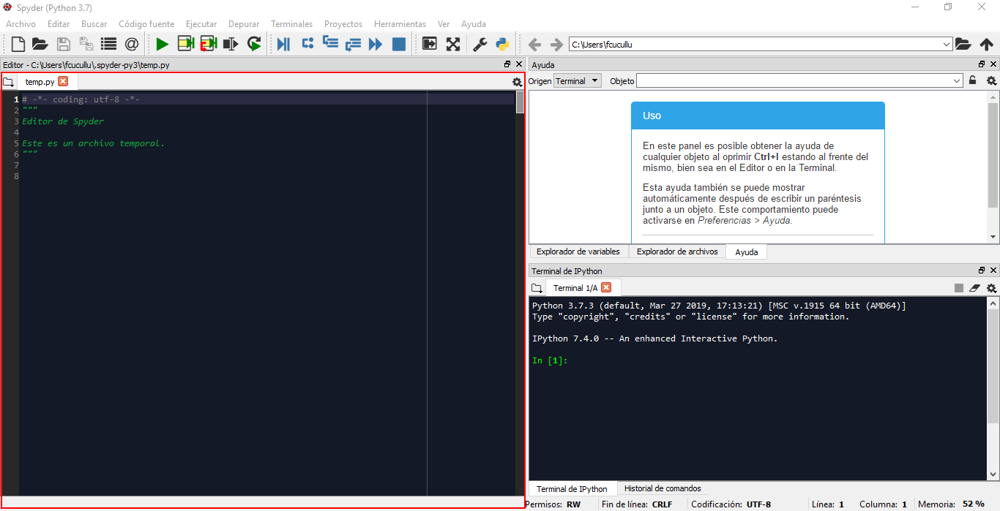 Spyder (Python 3.7)
Archivo Editar Buscar Código fuente Ejecutar Depurar Terminales Proyectos Herramientas Ver Ayuda
@ C:\Users\fcucullu
Editor - C:\Users\fcucullu\.spyder-py3\temp.py
temp.py
1 # -*- coding: utf-8 -*-
2 """
3 Editor de Spyder
4
5 Este es un archivo temporal.
6 """
7
8
Ayuda
Origen Terminal Objeto
Uso
En este panel es posible obtener la ayuda de
cualquier objeto al oprimir Ctrl+I estando al frente del
mismo, bien sea en el Editor o en la Terminal.
Esta ayuda también se puede mostrar
automáticamente después de escribir un paréntesis
junto a un objeto. Este comportamiento puede
activarse en Preferencias > Ayuda.
Explorador de variables Explorador de archivos Ayuda
Terminal de IPython
Terminal 1/A
Python 3.7.3 (default, Mar 27 2019, 17:13:21) [MSC v.1915 64 bit (AMD64)]
Type "copyright", "credits" or "license" for more information.
IPython 7.4.0 -- An enhanced Interactive Python.
In [1]:
Terminal de IPython Historial de comandos
Permisos: RW Fin de línea: CRLF Codificación: UTF-8 Línea: 1 Columna: 1 Memoria: 52 %